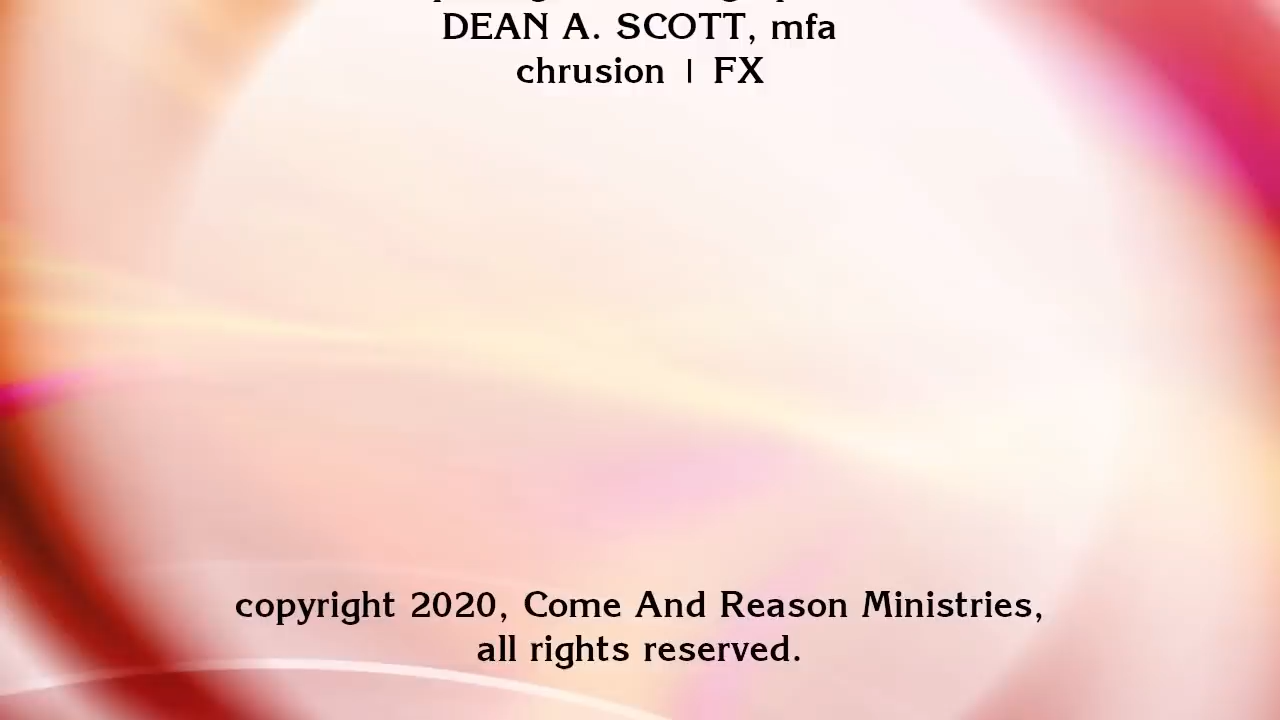 DEAN A. SCOTT, mfa
chrusion | FX
copyright 2020, Come And Reason Ministries,
all rights reserved.